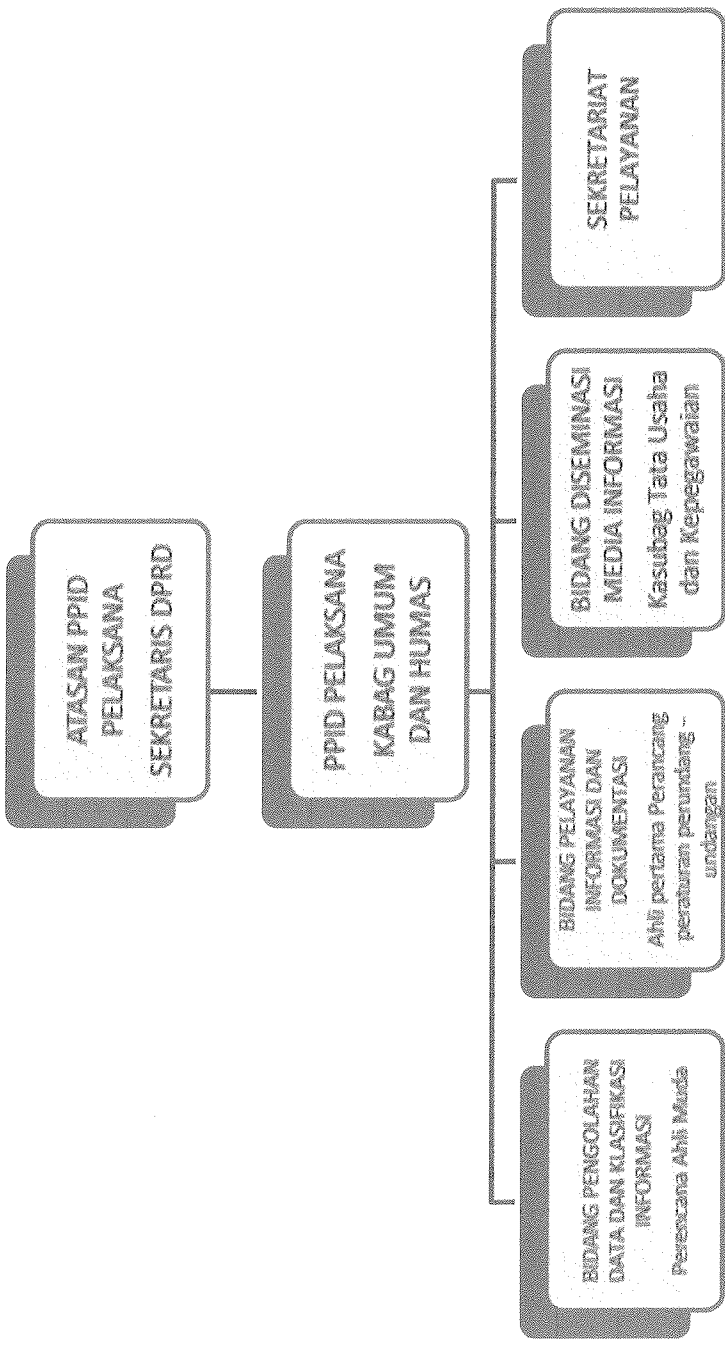 ATASAN PPID
PELAKSANA
SEKRETARIS DPRD
PPID PELAKSANA
KABAG UMUM
DAN HUMAS
BIDANG PENGOLAHAN
DATA DAN KLASIFIKASI
INFORMASI
Perencana Ahli Muda
BIDANG PELAYANAN
INFORMASI DAN
DOKUMENTASI
Ahli pertama Perancang
peraturan perundang –
undangan
BIDANG DISEMINASI
MEDIA INFORMASI
Kasubag Tata Usaha
dan Kepegawaian
SEKRETARIAT
PELAYANAN